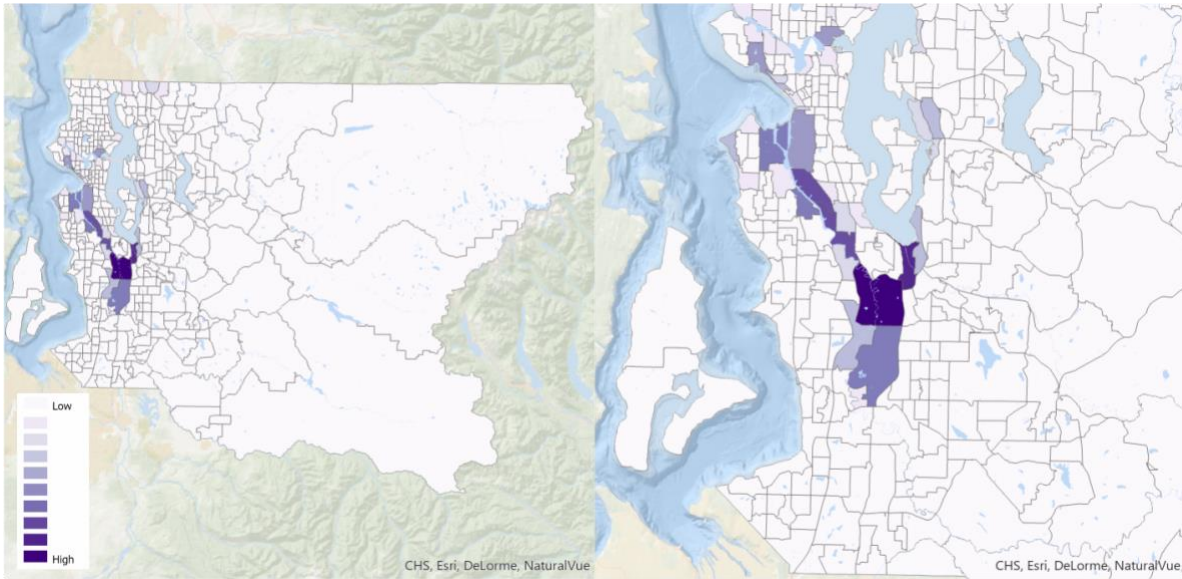 Low
High
CHS, Esri, DeLorme, NaturalVue
CHS, Esri, DeLorme, NaturalVue